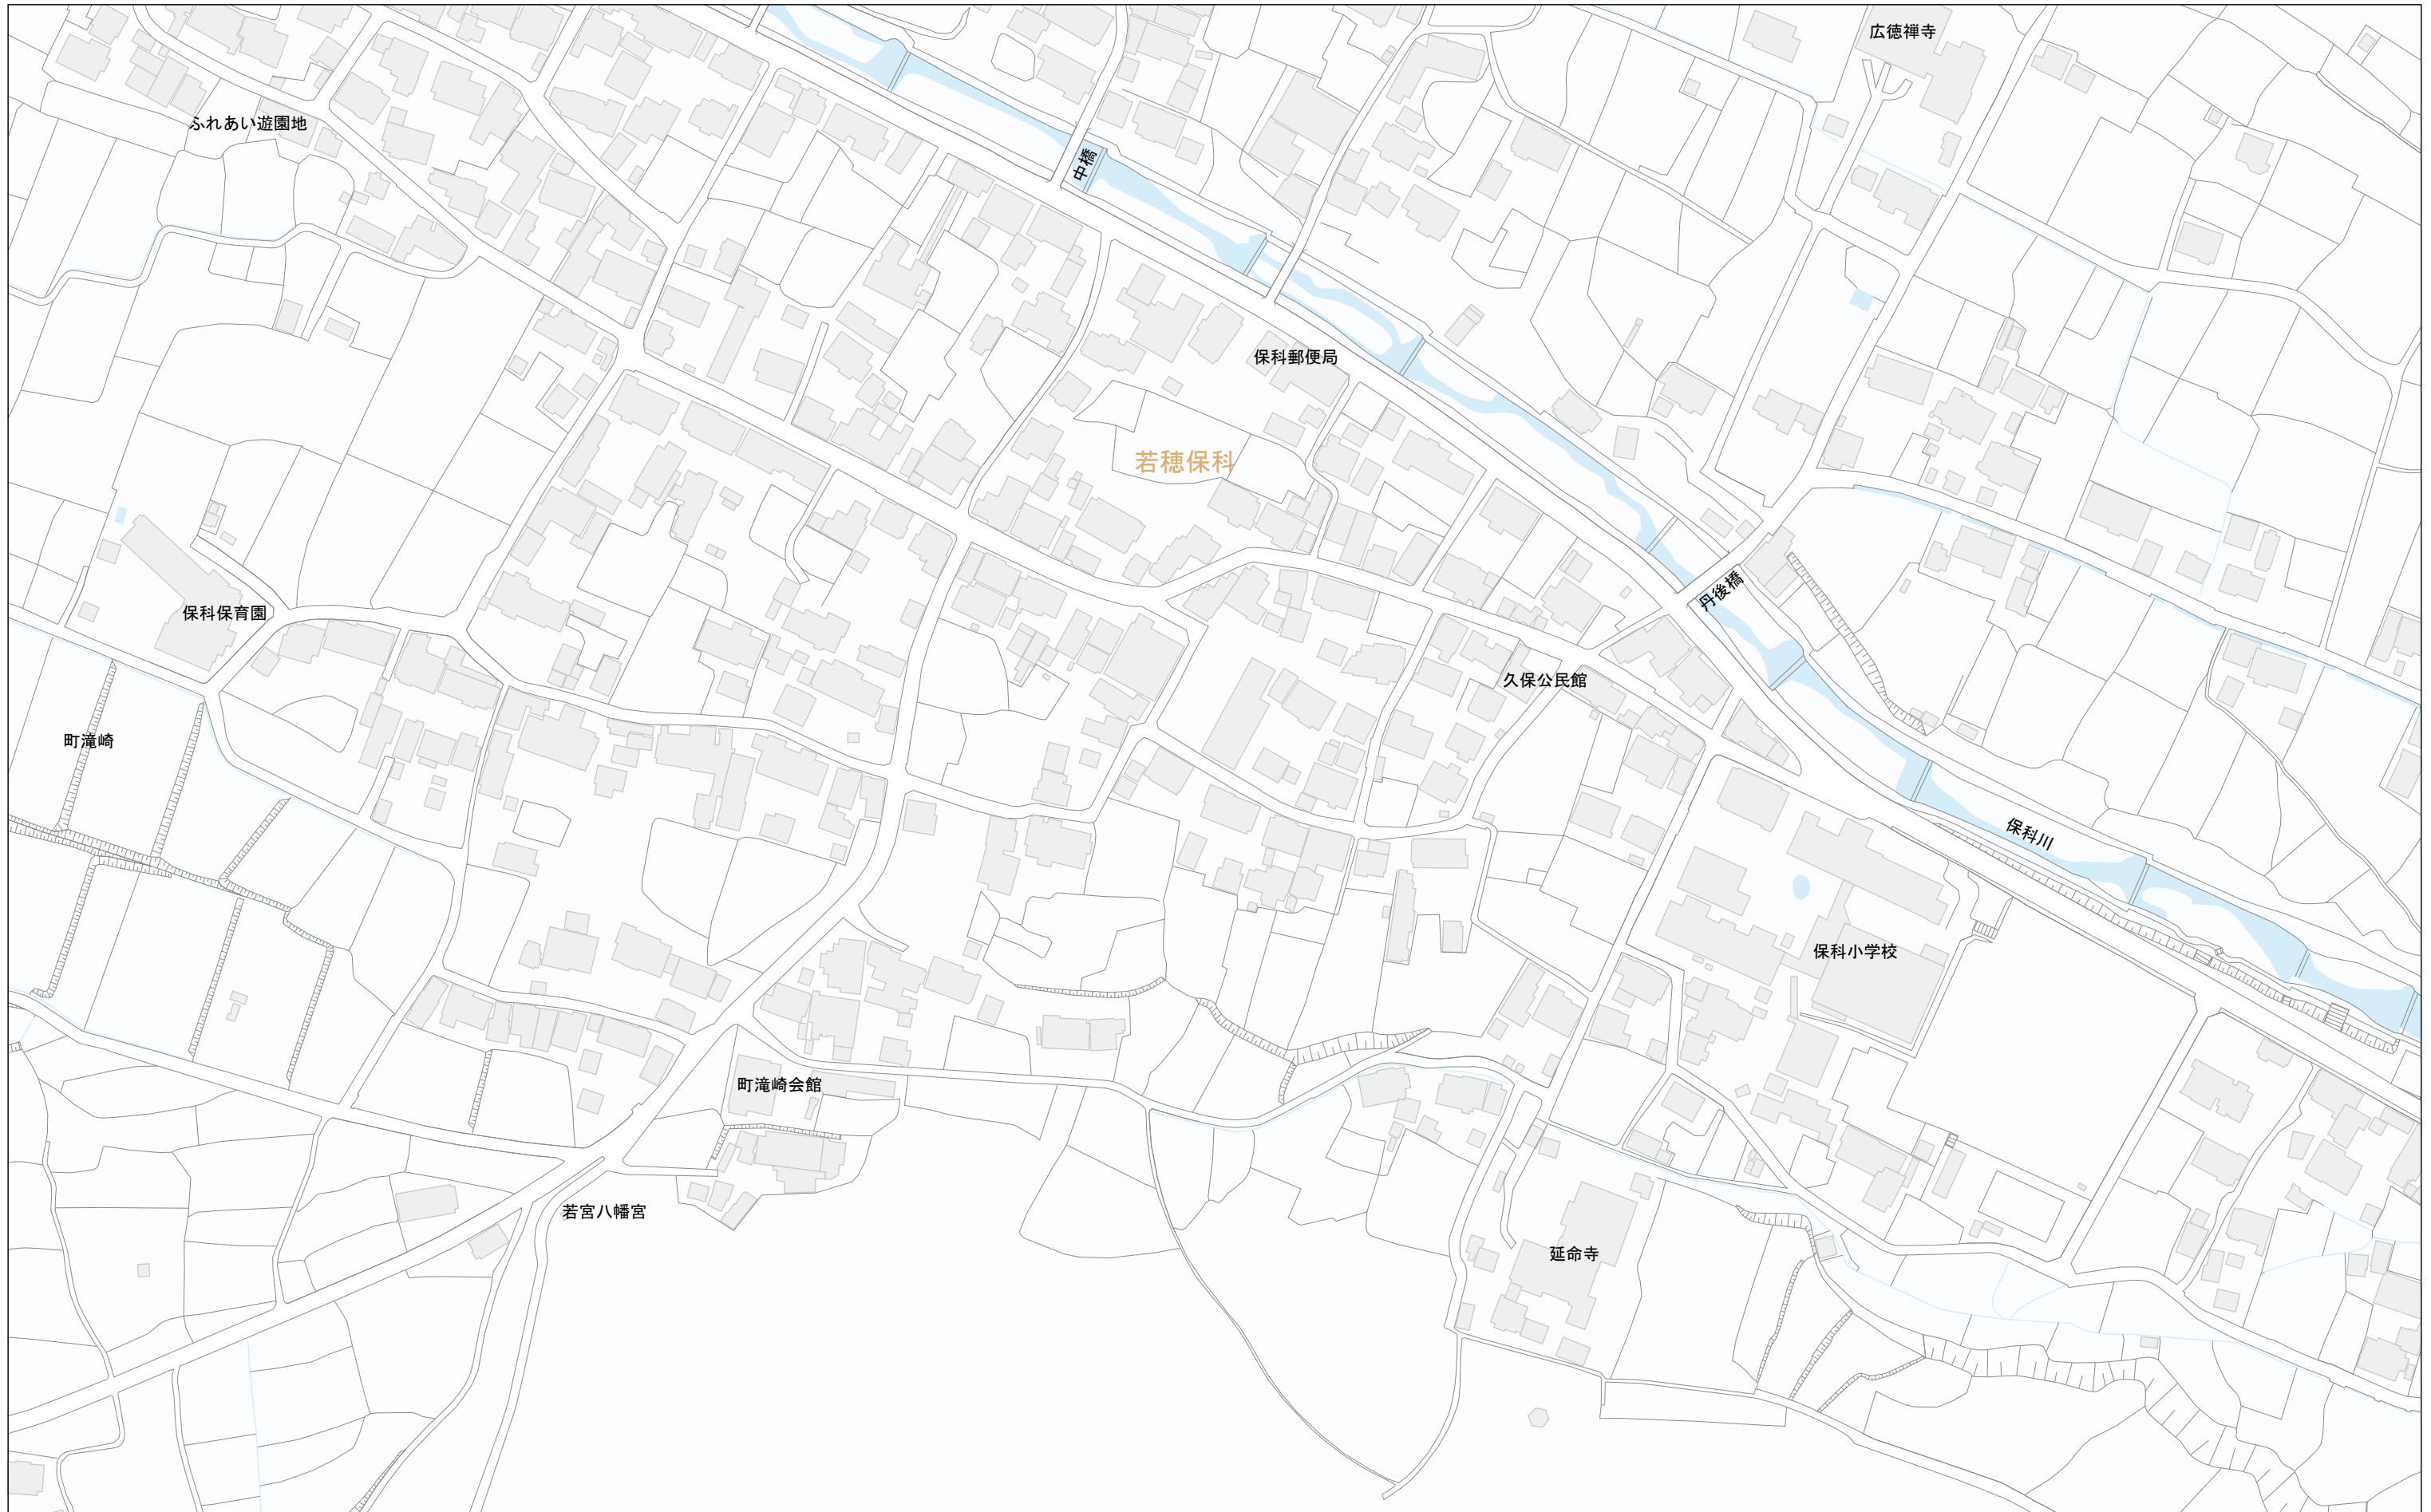 広徳禅寺
ふれあい遊園地
中橋
保科郵便局
若穂保科
丹後橋
保科保育園
久保公民館
町滝崎
保科川
保科小学校
町滝崎会館
若宮八幡宮
延命寺